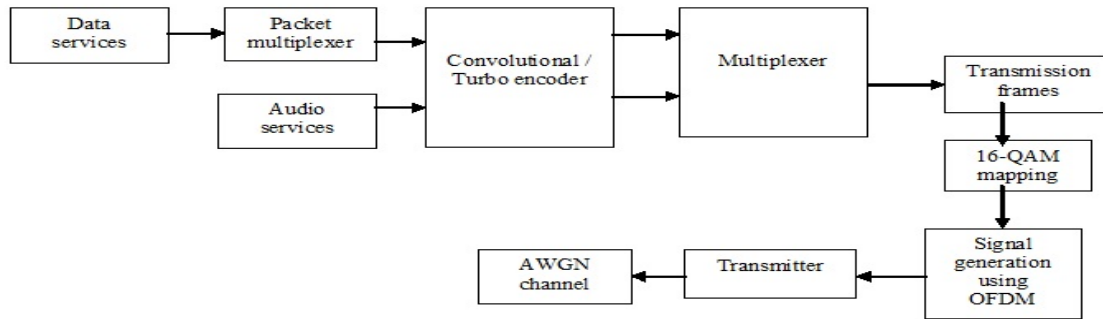 Data
services
Packet
multiplexer
Audio
services
Convolutional /
Turbo encoder
Multiplexer
Transmission
frames
16-QAM
mapping
Signal
generation
using
OFDM
Transmitter
AWGN
channel